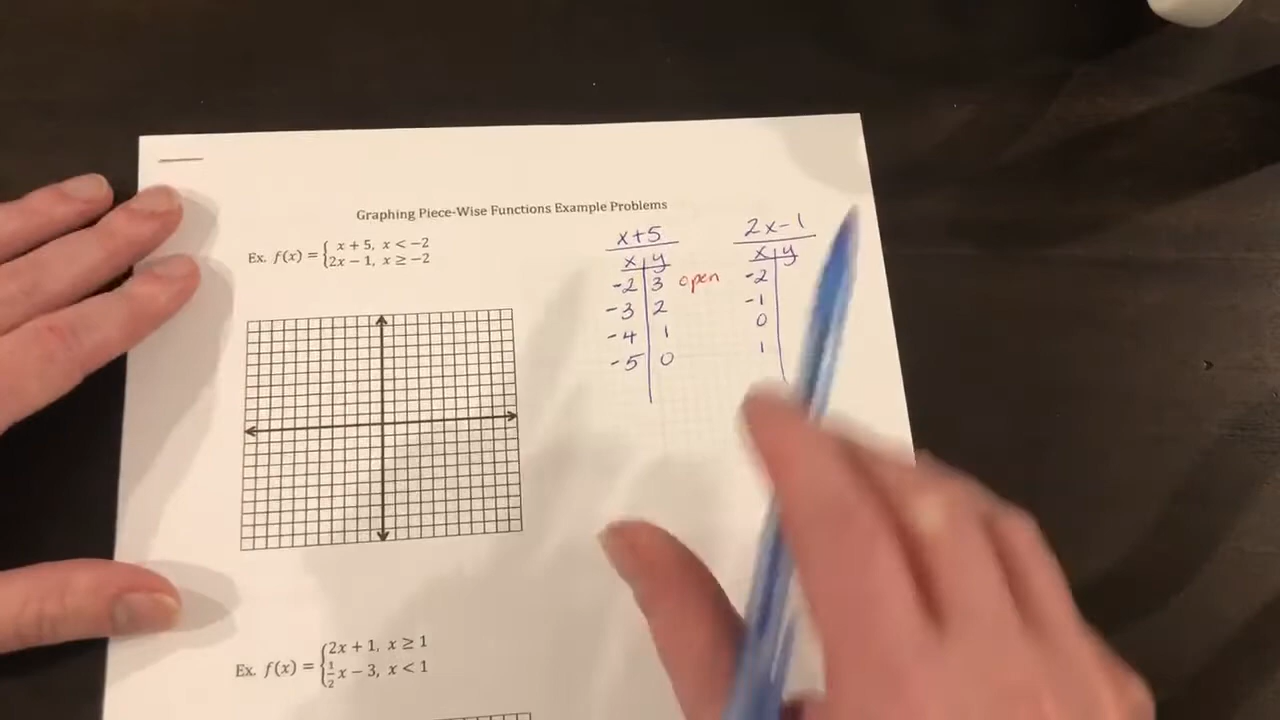 Graphing Piece-Wise Functions Example Problems
Ex. f(x) = { x + 5, x < −2
2x − 1, x ≥ −2
x+5
x y
-2 3 open
-3 2
-4 1
-5 0
2x-1
x y
-2
-1
0
1
Ex. f(x) = { 2x + 1, x ≥ 1
1/2 x − 3, x < 1